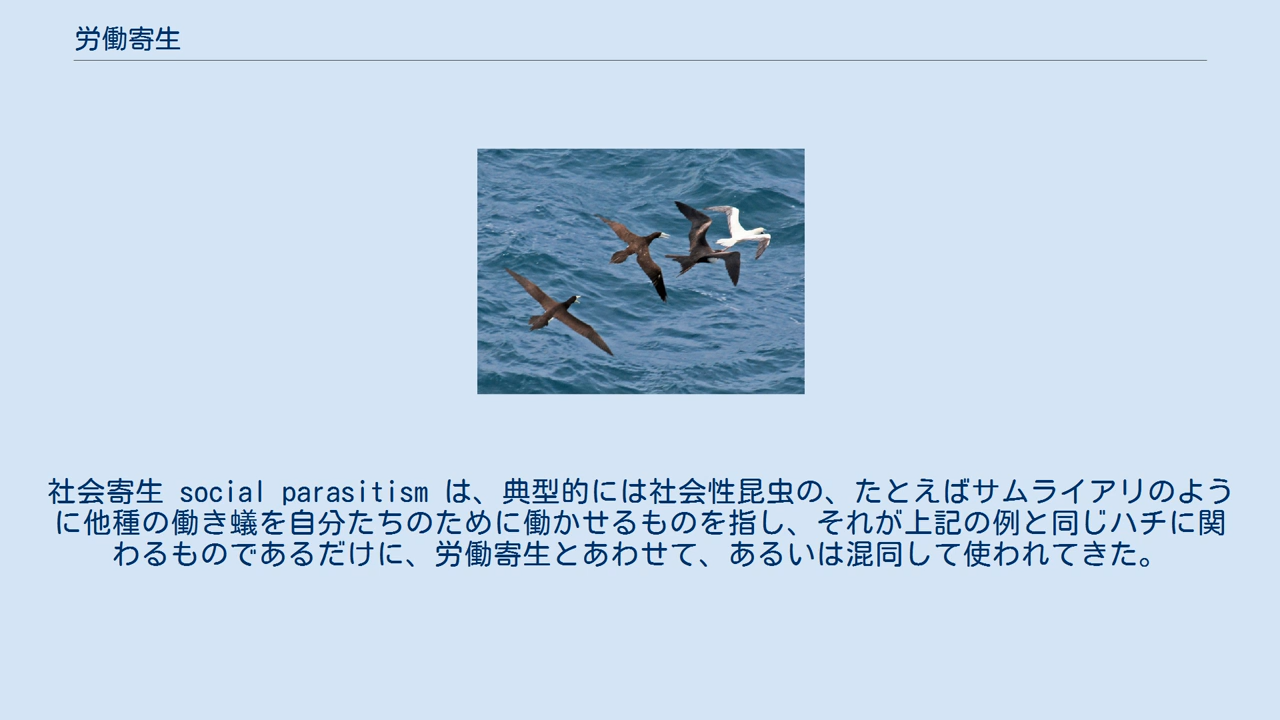 労働寄生
社会寄生 social parasitism は、典型的には社会性昆虫の、たとえばサムライアリのよう
に他種の働き蟻を自分たちのために働かせるものを指し、それが上記の例と同じハチに関
わるものであるだけに、労働寄生とあわせて、あるいは混同して使われてきた。